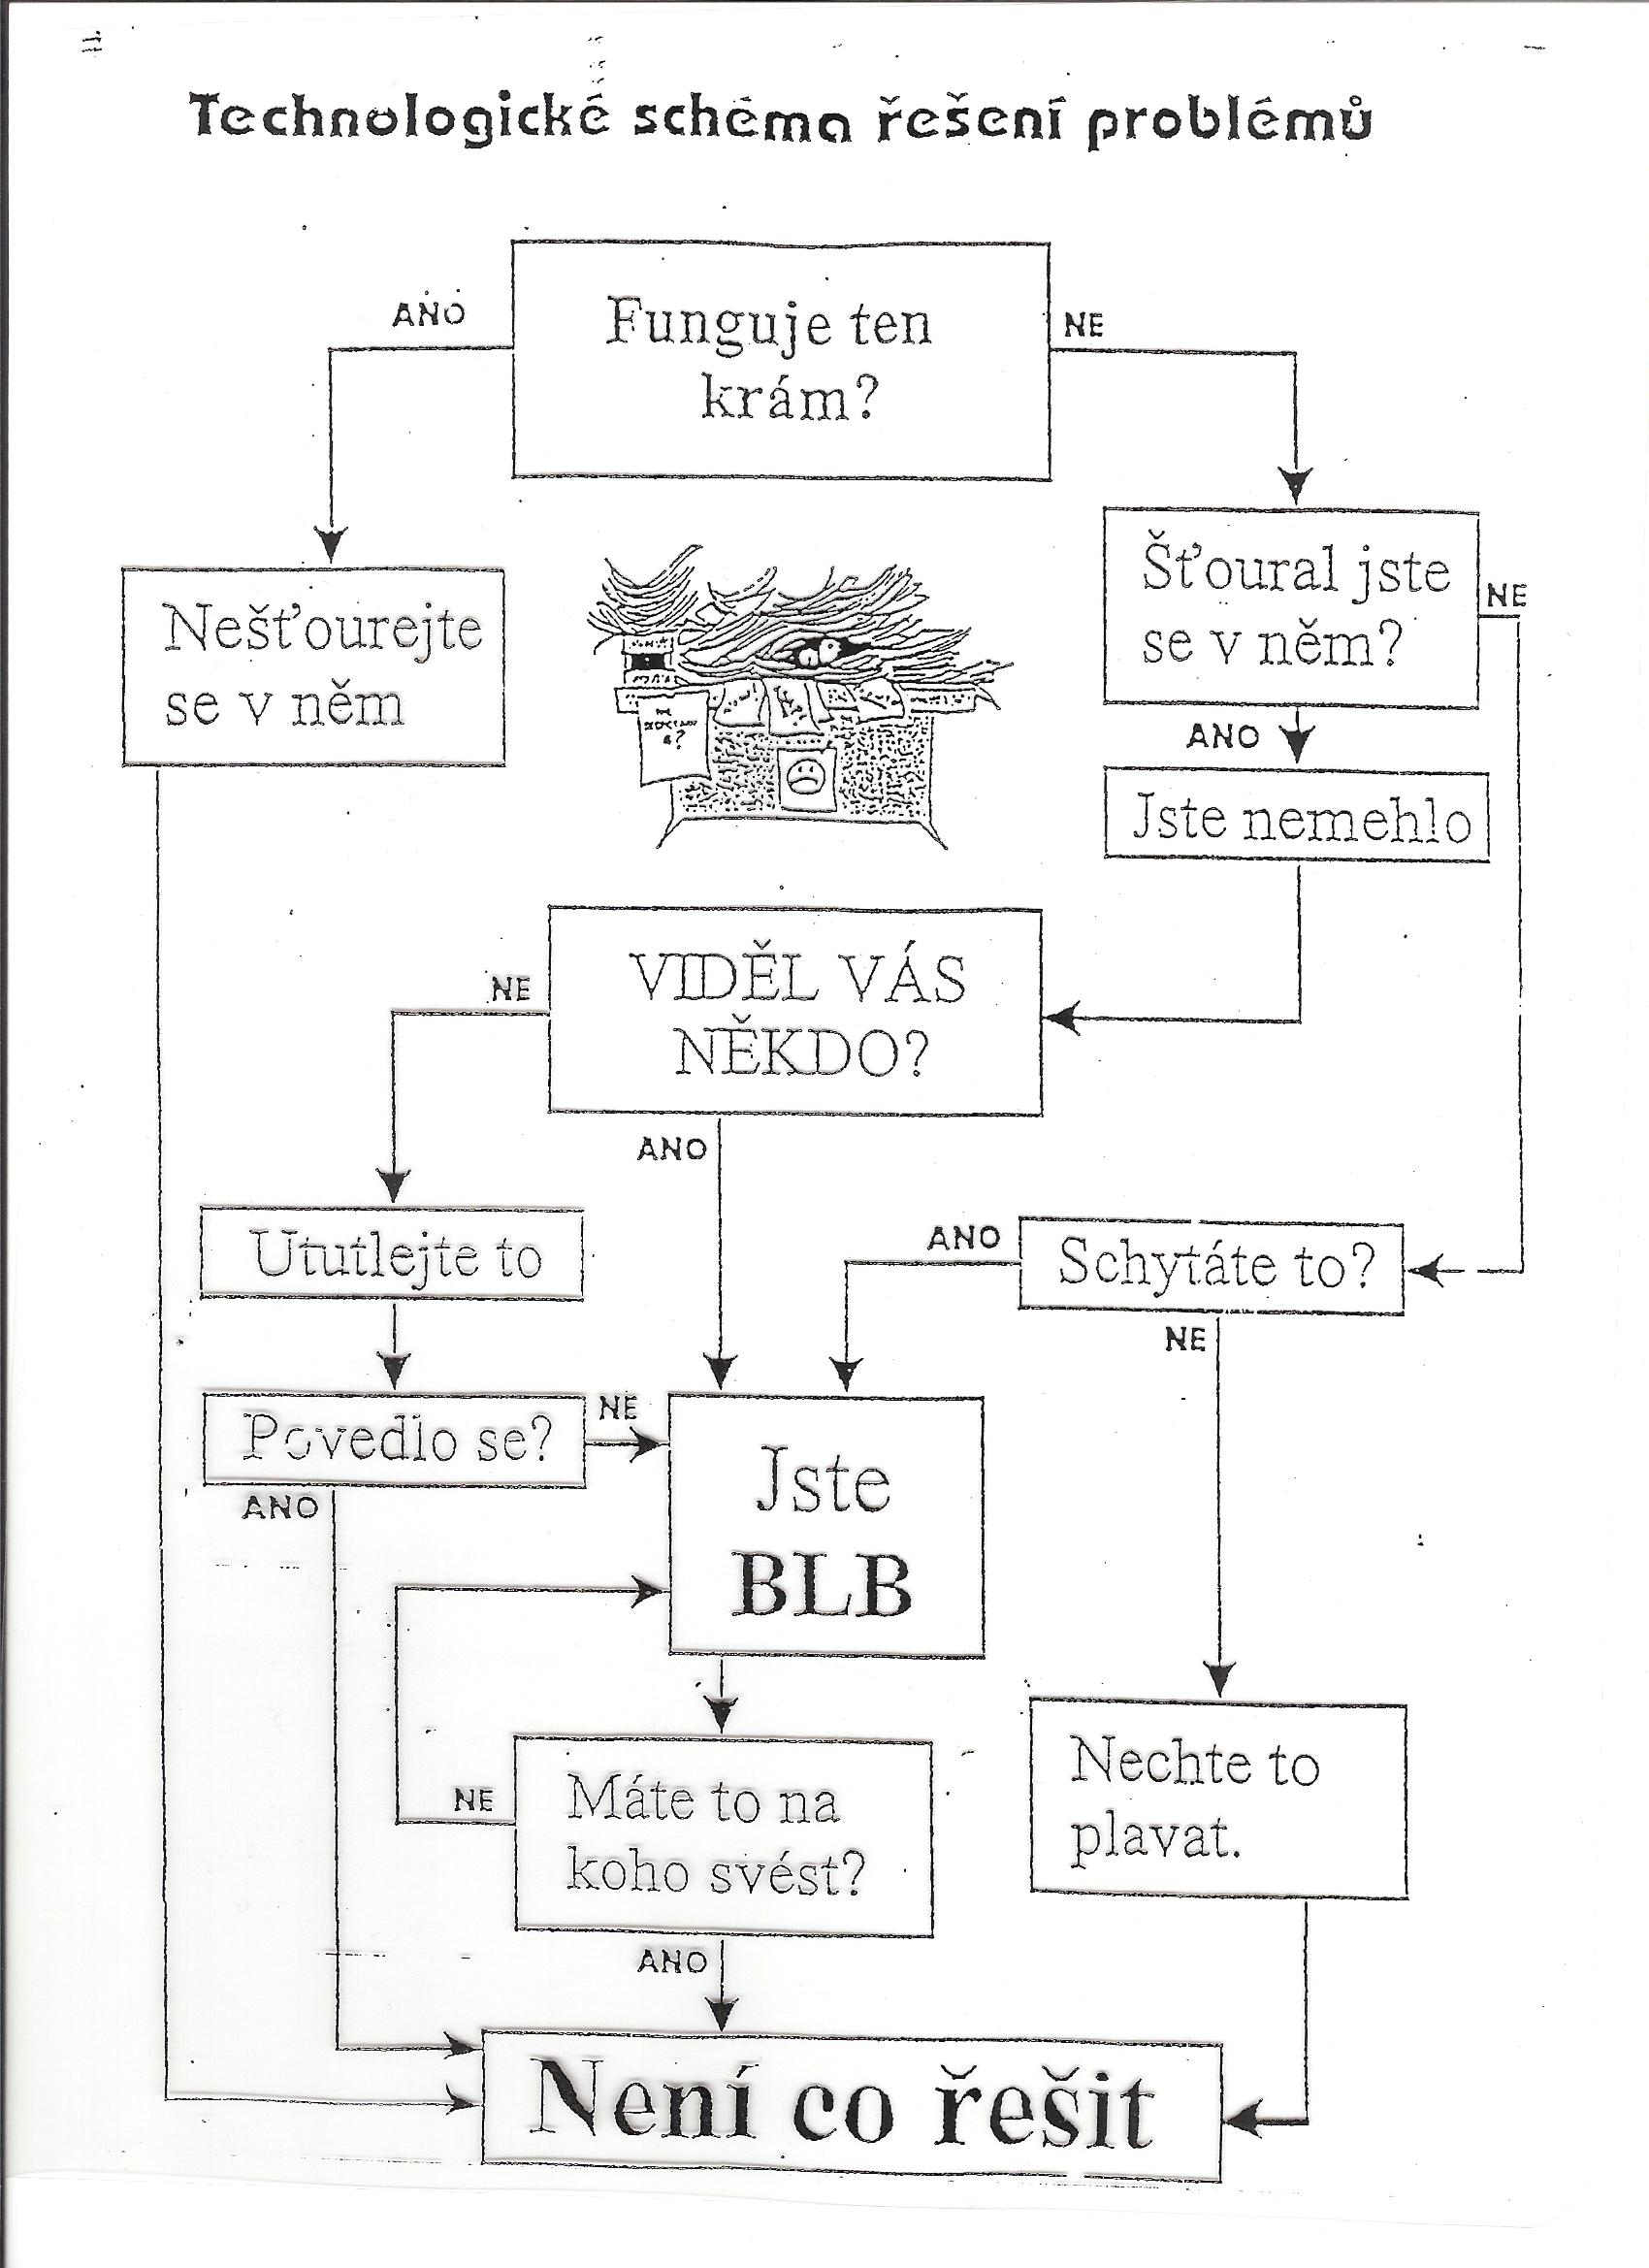 Technologické schéma řešení problémů
ANO
Funguje ten
krám?
NE
Nešťourejte
se v něm
Šťoural jste
se v něm?
NE
ANO
Jste nemehlo
VIDĚL VÁS
NĚKDO?
NE
ANO
Ututlejte to
ANO
Schytáte to?
NE
Povedlo se?
NE
ANO
Jste
BLB
Máte to na
koho svést?
NE
ANO
Nechte to
plavat.
Není co řešit